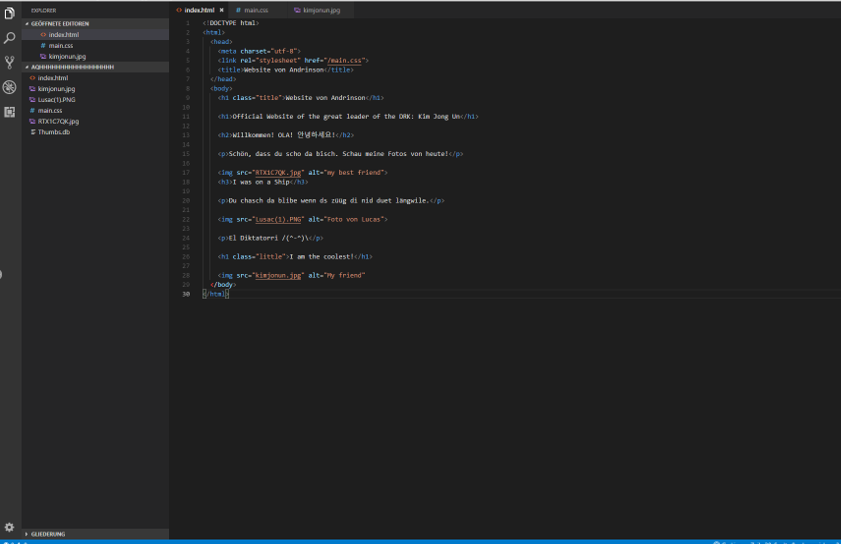 EXPLORER
GEÖFFNETE EDITOREN
index.html
# main.css
kimjonun.jpg
index.html
kimjonun.jpg
Lusac(1).PNG
# main.css
RTX1C7QK.jpg
Thumbs.db
GLIEDERUNG
index.html × # main.css kimjonun.jpg
1 <!DOCTYPE html>
2 <html>
3 <head>
4 <meta charset="utf-8">
5 <link rel="stylesheet" href="/main.css">
6 <title>Website von Andrinson</title>
7 </head>
8 <body>
9 <h1 class="title">Website von Andrinson</h1>
10
11 <h1>Official Website of the great leader of the DRK: Kim Jong Un</h1>
12
13 <h2>Willkommen! OLA! 안녕하세요!</h2>
14
15 <p>Schön, dass du scho da bisch. Schau meine Fotos von heute!</p>
16
17 <img src="RTX1C7QK.jpg" alt="my best friend">
18 <h3>I was on a Ship</h3>
19
20 <p>Du chasch da blibe wenn ds züüg di nid duet längwile.</p>
21
22 <img src="Lusac(1).PNG" alt="Foto von Lucas">
23
24 <p>El Diktatorri /(^-^)\</p>
25
26 <h1 class="little">I am the coolest!</h1>
27
28 <img src="kimjonun.jpg" alt="My friend"
29 </body>
30 </html>